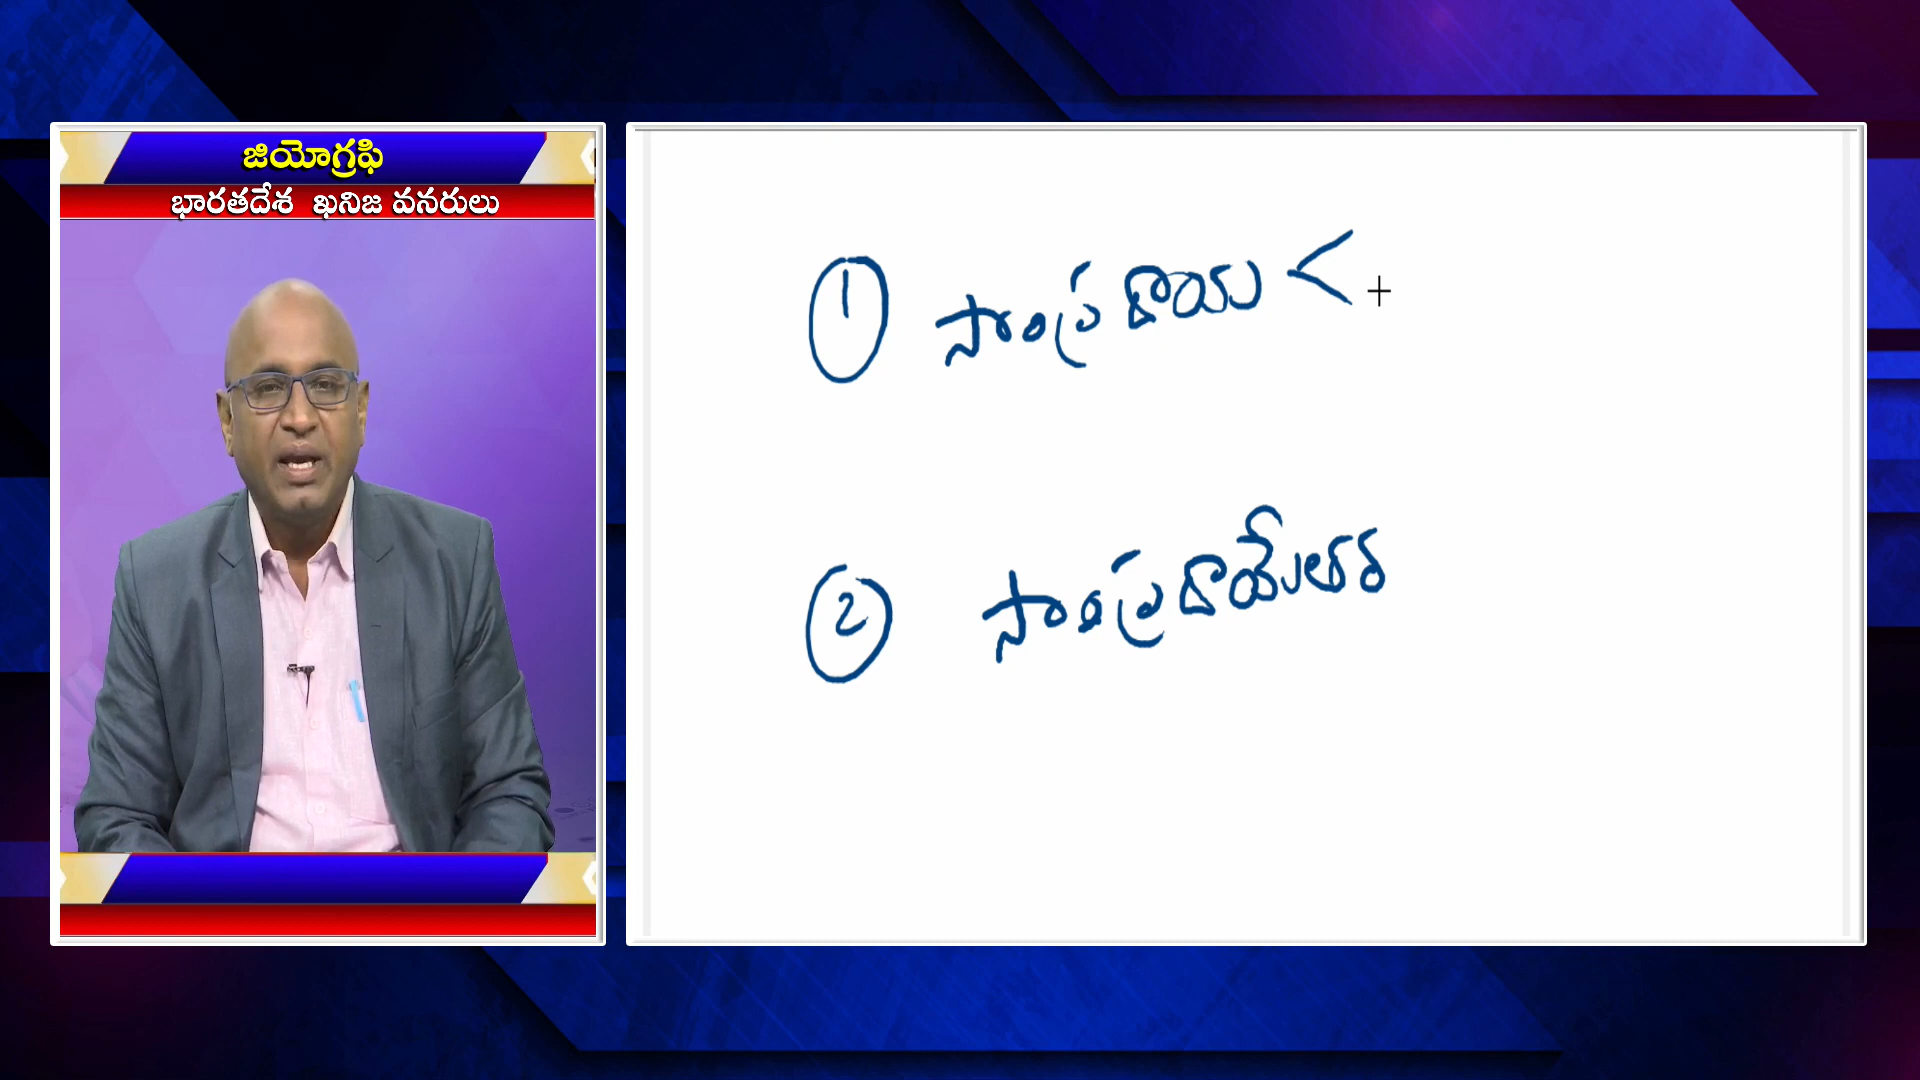 జియోగ్రఫి
భారతదేశ ఖనిజ వనరులు
1 సాంప్రదాయ <
2 సాంప్రదాయేతర